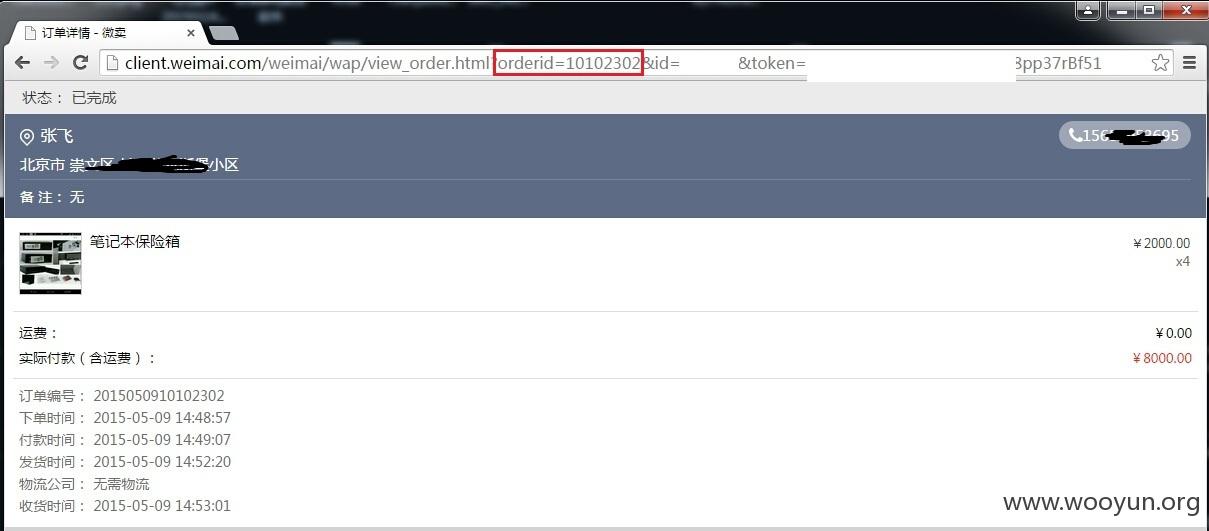 订单详情 - 微卖
client.weimai.com/weimai/wap/view_order.html?orderid=10102302&id= &token= 3pp37rBf51
状态： 已完成
张飞
北京市 崇文区 小区
备 注： 无
笔记本保险箱
￥2000.00
x4
运费： ￥0.00
实际付款（含运费）： ￥8000.00
订单编号： 2015050910102302
下单时间： 2015-05-09 14:48:57
付款时间： 2015-05-09 14:49:07
发货时间： 2015-05-09 14:52:20
物流公司： 无需物流
收货时间： 2015-05-09 14:53:01
www.wooyun.org